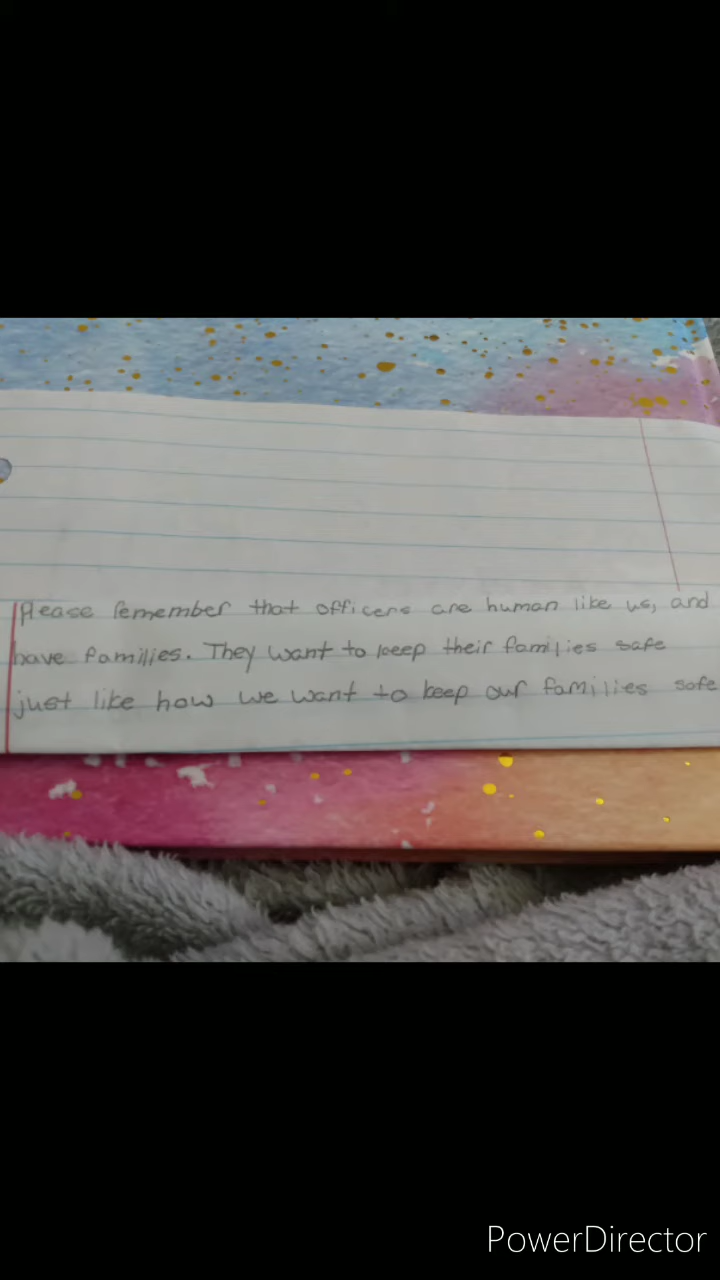 Please remember that officers are human like us, and
have families. They want to keep their families safe
just like how we want to keep our families safe
PowerDirector